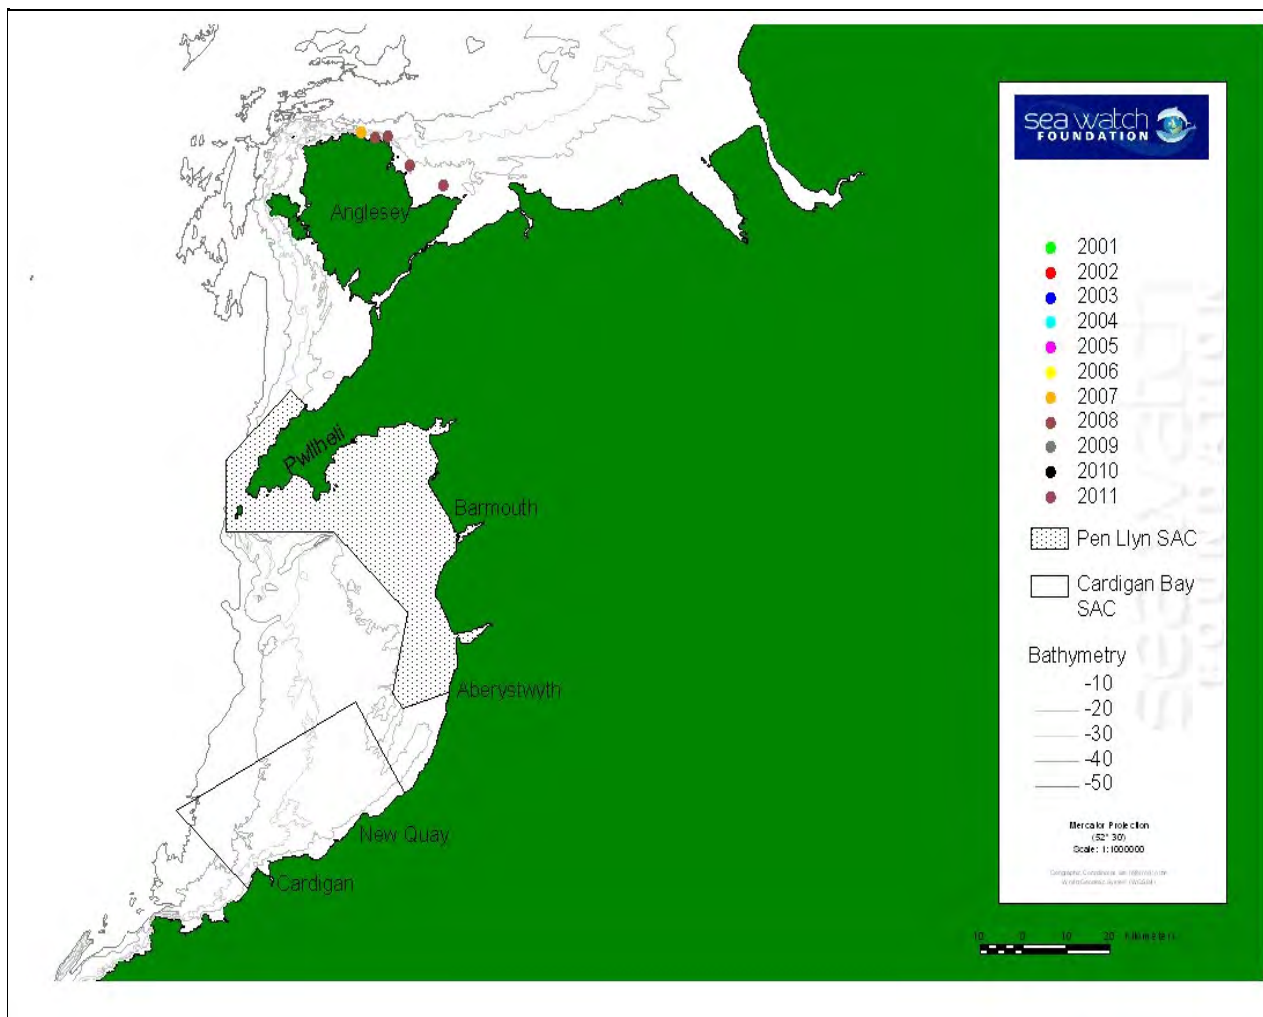 sea watch
FOUNDATION
Anglesey
Pwllheli
Barmouth
Aberystwyth
New Quay
Cardigan
2001
2002
2003
2004
2005
2006
2007
2008
2009
2010
2011
Pen Llyn SAC
Cardigan Bay
SAC
Bathymetry
-10
-20
-30
-40
-50
Mercator Projection
(52° 30)
Scale: 1:1000000
10 0 10 20 Kilometers